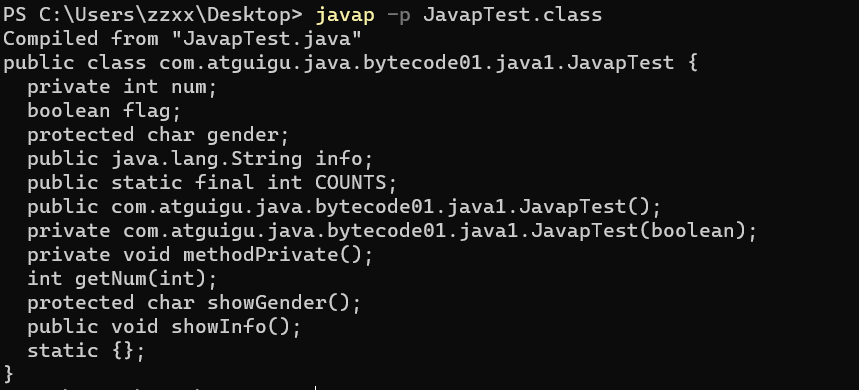 PS C:\Users\zzxx\Desktop> javap -p JavapTest.class
Compiled from "JavapTest.java"
public class com.atguigu.java.bytecode01.java1.JavapTest {
  private int num;
  boolean flag;
  protected char gender;
  public java.lang.String info;
  public static final int COUNTS;
  public com.atguigu.java.bytecode01.java1.JavapTest();
  private com.atguigu.java.bytecode01.java1.JavapTest(boolean);
  private void methodPrivate();
  int getNum(int);
  protected char showGender();
  public void showInfo();
  static {};
}